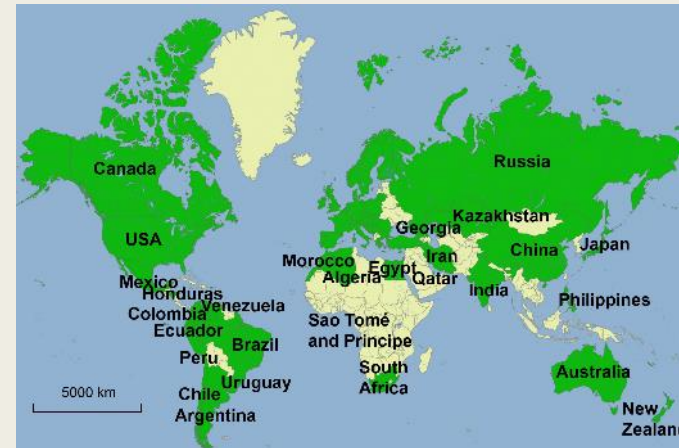 Canada
Russia
Georgia
Kazakhstan
USA
China
Japan
Morocco
Algeria
Egypt
Iran
Qatar
India
Mexico
Honduras
Venezuela
Colombia
Ecuador
Philippines
Sao Tomé
and Principe
Brazil
Peru
South
Africa
Australia
Uruguay
Chile
Argentina
New
Zealand
5000 km